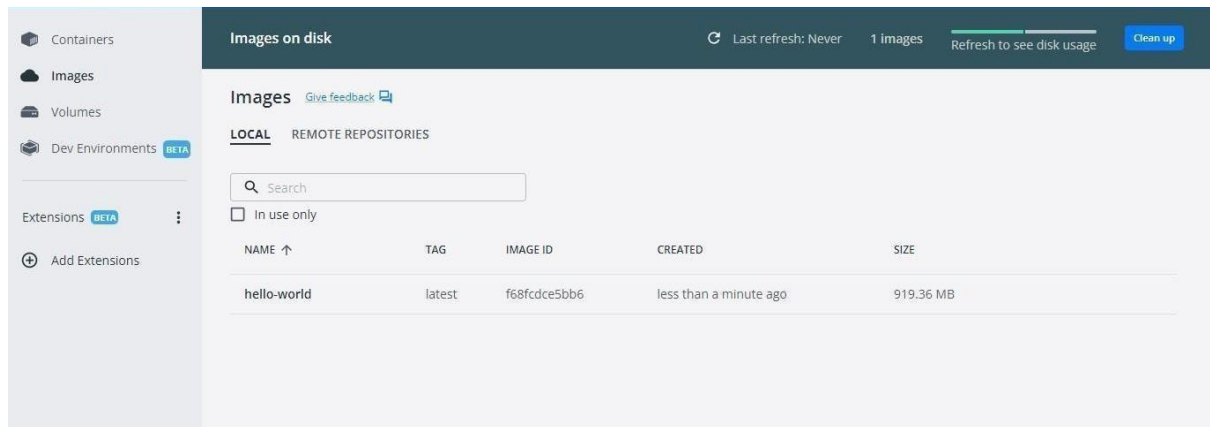 Containers
Images
Volumes
Dev Environments BETA
Extensions BETA
Add Extensions
Images on disk
Last refresh: Never
1 images
Refresh to see disk usage
Clean up
Images Give feedback
LOCAL REMOTE REPOSITORIES
Search
In use only
NAME TAG IMAGE ID CREATED SIZE
hello-world latest f68fcdce5bb6 less than a minute ago 919.36 MB